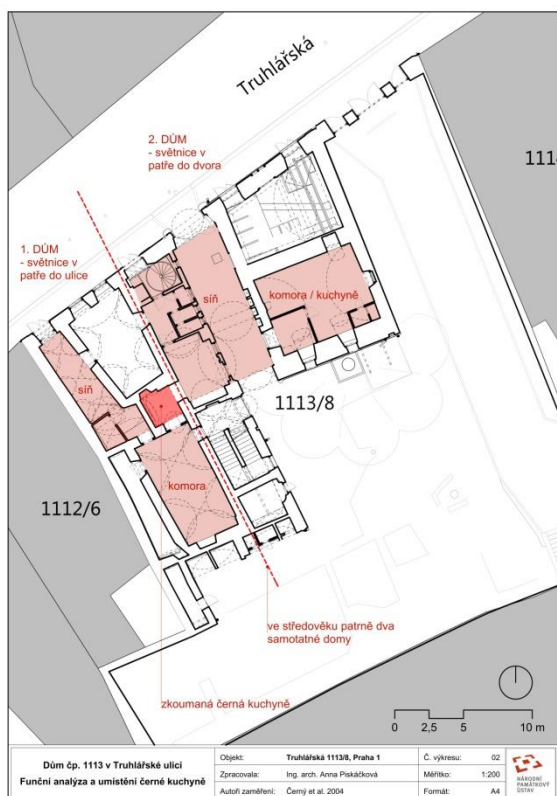 Truhlářská
2. DŮM
- světnice v
patře do dvora
1114
1. DŮM
- světnice v
patře do ulice
komora / kuchyně
síň
síň
1113/8
komora
1112/6
ve středověku patrně dva
samotatné domy
zkoumaná černá kuchyně
0 2,5 5 10 m
Dům čp. 1113 v Truhlářské ulici
Funkční analýza a umístění černé kuchyně
Objekt: Truhlářská 1113/8, Praha 1
Zpracovala: Ing. arch. Anna Piskáčková
Autoři zaměření: Černý et al. 2004
Č. výkresu: 02
Měřítko: 1:200
Formát: A4
NÁRODNÍ
PAMÁTKOVÝ
ÚSTAV